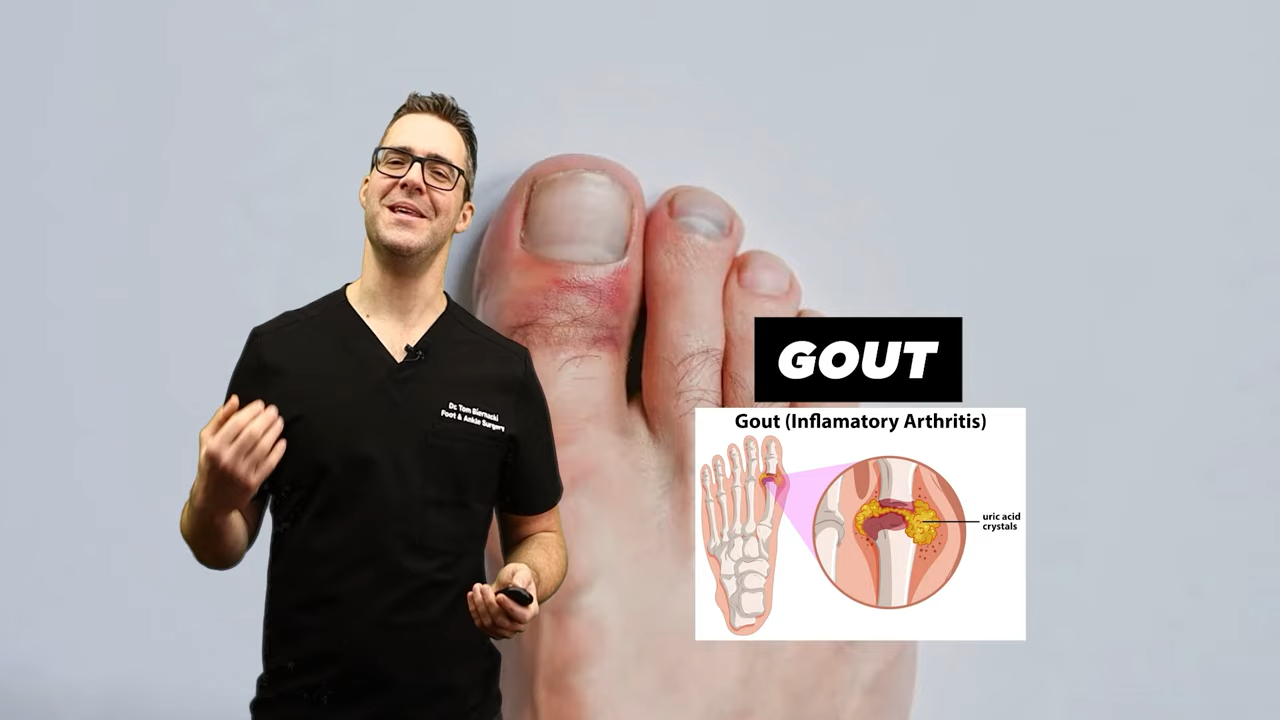 Dr. Tom Biernacki
Foot & Ankle Surgery
GOUT
Gout (Inflamatory Arthritis)
uric acid
crystals